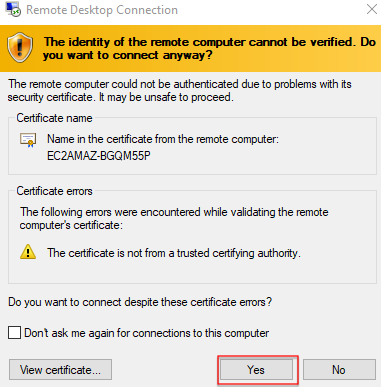 Remote Desktop Connection
The identity of the remote computer cannot be verified. Do
you want to connect anyway?
The remote computer could not be authenticated due to problems with its
security certificate. It may be unsafe to proceed.
Certificate name
Name in the certificate from the remote computer:
EC2AMAZ-BGQM55P
Certificate errors
The following errors were encountered while validating the remote
computer's certificate:
The certificate is not from a trusted certifying authority.
Do you want to connect despite these certificate errors?
Don't ask me again for connections to this computer
View certificate... Yes No